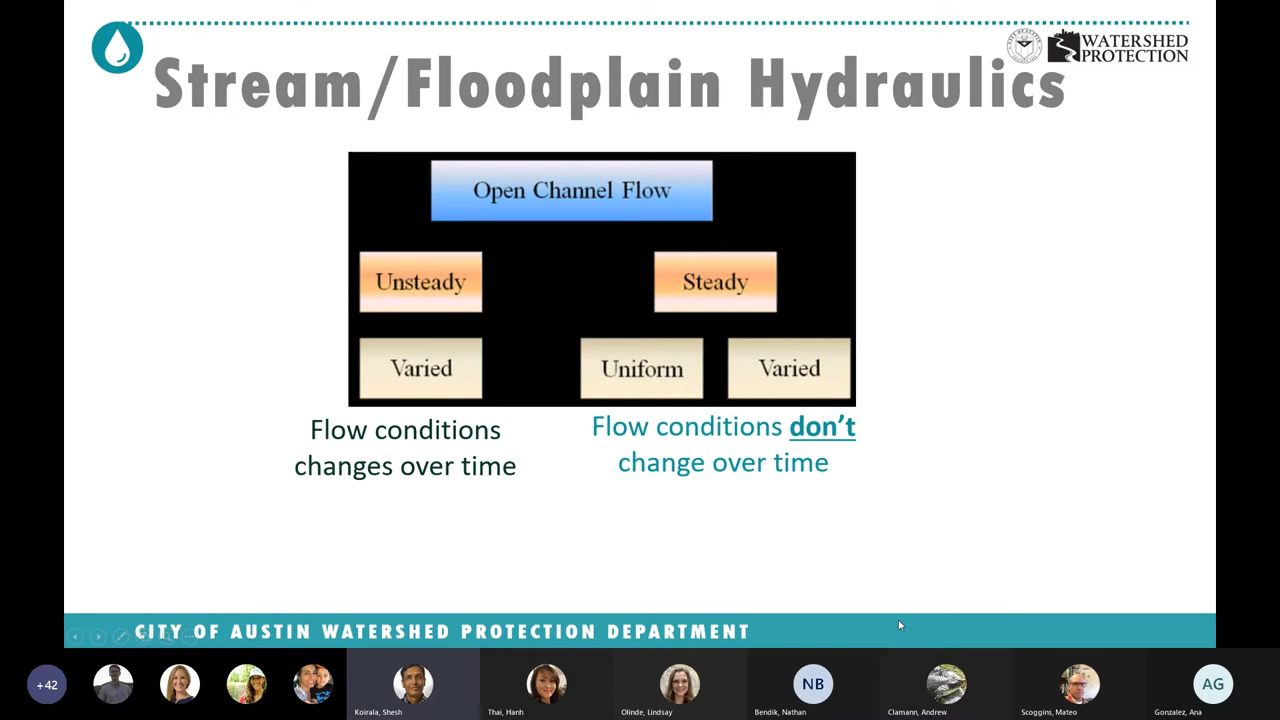 WATERSHED
PROTECTION
Stream/Floodplain Hydraulics
Open Channel Flow
Unsteady
Steady
Varied
Uniform
Varied
Flow conditions
changes over time
Flow conditions don't
change over time
CITY OF AUSTIN WATERSHED PROTECTION DEPARTMENT
+42
NB
AG
Koirala, Shesh
Thai, Hanh
Olinde, Lindsay
Bendik, Nathan
Clamann, Andrew
Scoggins, Mateo
Gonzalez, Ana